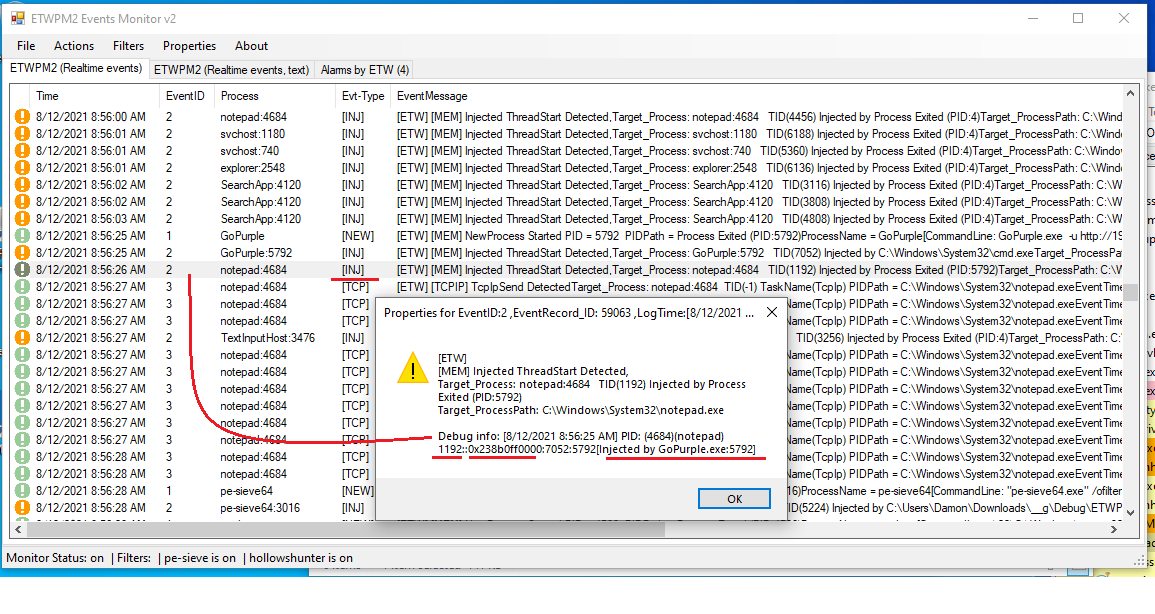 ETWPM2 Events Monitor v2
File Actions Filters Properties About
ETWPM2 (Realtime events) ETWPM2 (Realtime events, text) Alarms by ETW (4)
Time EventID Process Evt-Type EventMessage
8/12/2021 8:56:00 AM 2 notepad:4684 [INJ] [ETW] [MEM] Injected ThreadStart Detected,Target_Process: notepad:4684 TID(4456) Injected by Process Exited (PID:4)Target_ProcessPath: C:\Wind
8/12/2021 8:56:01 AM 2 svchost:1180 [INJ] [ETW] [MEM] Injected ThreadStart Detected,Target_Process: svchost:1180 TID(6188) Injected by Process Exited (PID:4)Target_ProcessPath: C:\Window
8/12/2021 8:56:01 AM 2 svchost:740 [INJ] [ETW] [MEM] Injected ThreadStart Detected,Target_Process: svchost:740 TID(5360) Injected by Process Exited (PID:4)Target_ProcessPath: C:\Window
8/12/2021 8:56:01 AM 2 explorer:2548 [INJ] [ETW] [MEM] Injected ThreadStart Detected,Target_Process: explorer:2548 TID(6136) Injected by Process Exited (PID:4)Target_ProcessPath: C:\Windo
8/12/2021 8:56:02 AM 2 SearchApp:4120 [INJ] [ETW] [MEM] Injected ThreadStart Detected,Target_Process: SearchApp:4120 TID(3116) Injected by Process Exited (PID:4)Target_ProcessPath: C:\W
8/12/2021 8:56:02 AM 2 SearchApp:4120 [INJ] [ETW] [MEM] Injected ThreadStart Detected,Target_Process: SearchApp:4120 TID(3808) Injected by Process Exited (PID:4)Target_ProcessPath: C:\W
8/12/2021 8:56:03 AM 2 SearchApp:4120 [INJ] [ETW] [MEM] Injected ThreadStart Detected,Target_Process: SearchApp:4120 TID(4808) Injected by Process Exited (PID:4)Target_ProcessPath: C:\W
8/12/2021 8:56:25 AM 1 GoPurple [NEW] [ETW] [MEM] NewProcess Started PID = 5792 PIDPath = Process Exited (PID:5792)ProcessName = GoPurple[CommandLine: GoPurple.exe -u http://19
8/12/2021 8:56:25 AM 2 GoPurple:5792 [INJ] [ETW] [MEM] Injected ThreadStart Detected,Target_Process: GoPurple:5792 TID(7052) Injected by C:\Windows\System32\cmd.exeTarget_Process
8/12/2021 8:56:26 AM 2 notepad:4684 [INJ] [ETW] [MEM] Injected ThreadStart Detected,Target_Process: notepad:4684 TID(1192) Injected by Process Exited (PID:5792)Target_ProcessPath: C:\W
8/12/2021 8:56:27 AM 3 notepad:4684 [TCP] [ETW] [TCPIP] TcpIpSend DetectedTarget_Process: notepad:4684 TID(-1) TaskName(TcpIp) PIDPath = C:\Windows\System32\notepad.exeEventTime
8/12/2021 8:56:27 AM 3 notepad:4684 [TCP] Name(TcpIp) PIDPath = C:\Windows\System32\notepad.exeEventTime
8/12/2021 8:56:27 AM 3 notepad:4684 [TCP] Name(TcpIp) PIDPath = C:\Windows\System32\notepad.exeEventTime
8/12/2021 8:56:27 AM 2 TextInputHost:3476 [INJ] TID(3256) Injected by Process Exited (PID:4)Target_ProcessPath: C
8/12/2021 8:56:27 AM 3 notepad:4684 [TCP] Name(TcpIp) PIDPath = C:\Windows\System32\notepad.exeEventTime
8/12/2021 8:56:27 AM 3 notepad:4684 [TCP] Name(TcpIp) PIDPath = C:\Windows\System32\notepad.exeEventTime
8/12/2021 8:56:27 AM 3 notepad:4684 [TCP] Name(TcpIp) PIDPath = C:\Windows\System32\notepad.exeEventTime
8/12/2021 8:56:27 AM 3 notepad:4684 [TCP] Name(TcpIp) PIDPath = C:\Windows\System32\notepad.exeEventTime
8/12/2021 8:56:27 AM 3 notepad:4684 [TCP] Name(TcpIp) PIDPath = C:\Windows\System32\notepad.exeEventTime
8/12/2021 8:56:27 AM 3 notepad:4684 [TCP] Name(TcpIp) PIDPath = C:\Windows\System32\notepad.exeEventTime
8/12/2021 8:56:28 AM 3 notepad:4684 [TCP] Name(TcpIp) PIDPath = C:\Windows\System32\notepad.exeEventTime
8/12/2021 8:56:28 AM 3 notepad:4684 [TCP] Name(TcpIp) PIDPath = C:\Windows\System32\notepad.exeEventTime
8/12/2021 8:56:28 AM 1 pe-sieve64 [NEW] 16)ProcessName = pe-sieve64[CommandLine: "pe-sieve64.exe" /ofilter
8/12/2021 8:56:28 AM 2 pe-sieve64:3016 [INJ] TID(5224) Injected by C:\Users\Damon\Downloads\__g\Debug\ETWP
Properties for EventID:2 ,EventRecord_ID: 59063 ,LogTime:[8/12/2021 ...
[ETW]
[MEM] Injected ThreadStart Detected,
Target_Process: notepad:4684 TID(1192) Injected by Process
Exited (PID:5792)
Target_ProcessPath: C:\Windows\System32\notepad.exe
Debug info: [8/12/2021 8:56:25 AM] PID: (4684)(notepad)
1192::0x238b0ff0000:7052:5792[Injected by GoPurple.exe:5792]
OK
Monitor Status: on | Filters: | pe-sieve is on | hollowshunter is on